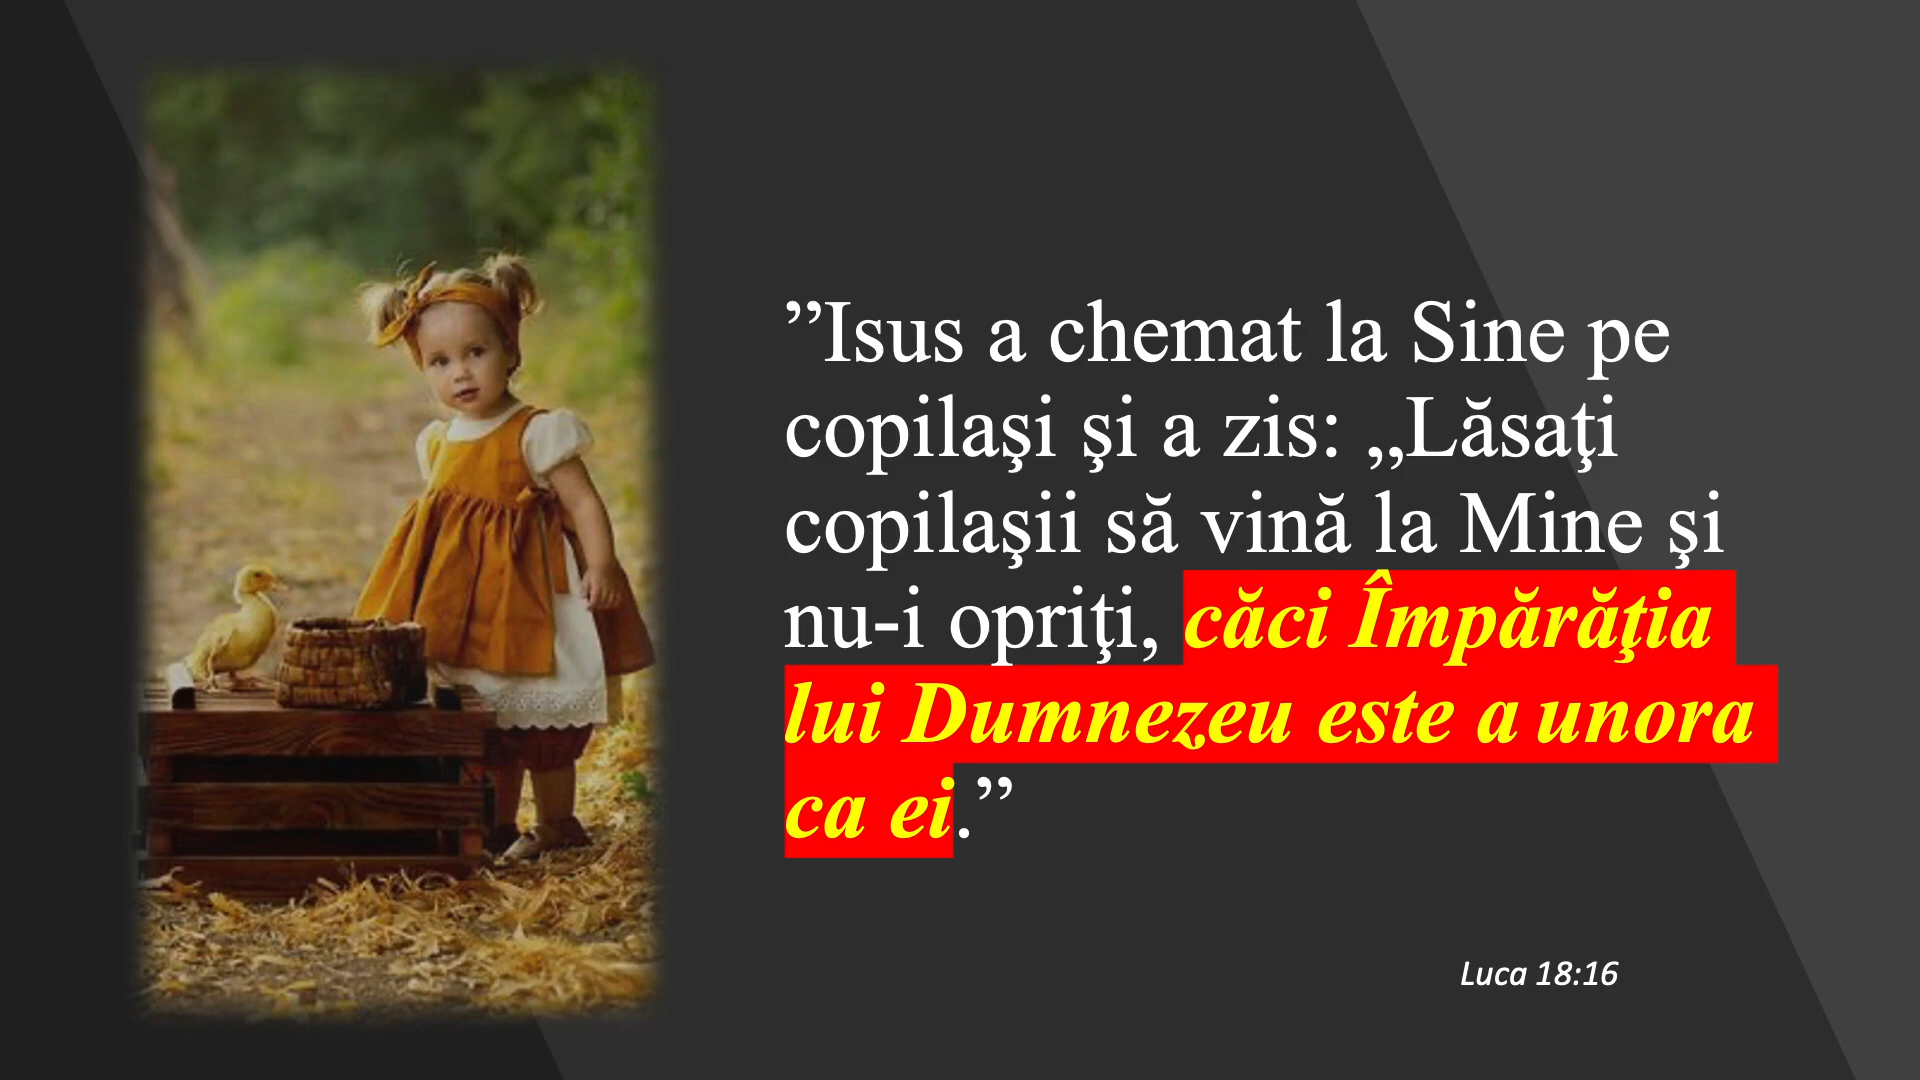 ”Isus a chemat la Sine pe
copilaşi şi a zis: „Lăsaţi
copilaşii să vină la Mine şi
nu-i opriţi, căci Împărăţia
lui Dumnezeu este a unora
ca ei.”
Luca 18:16